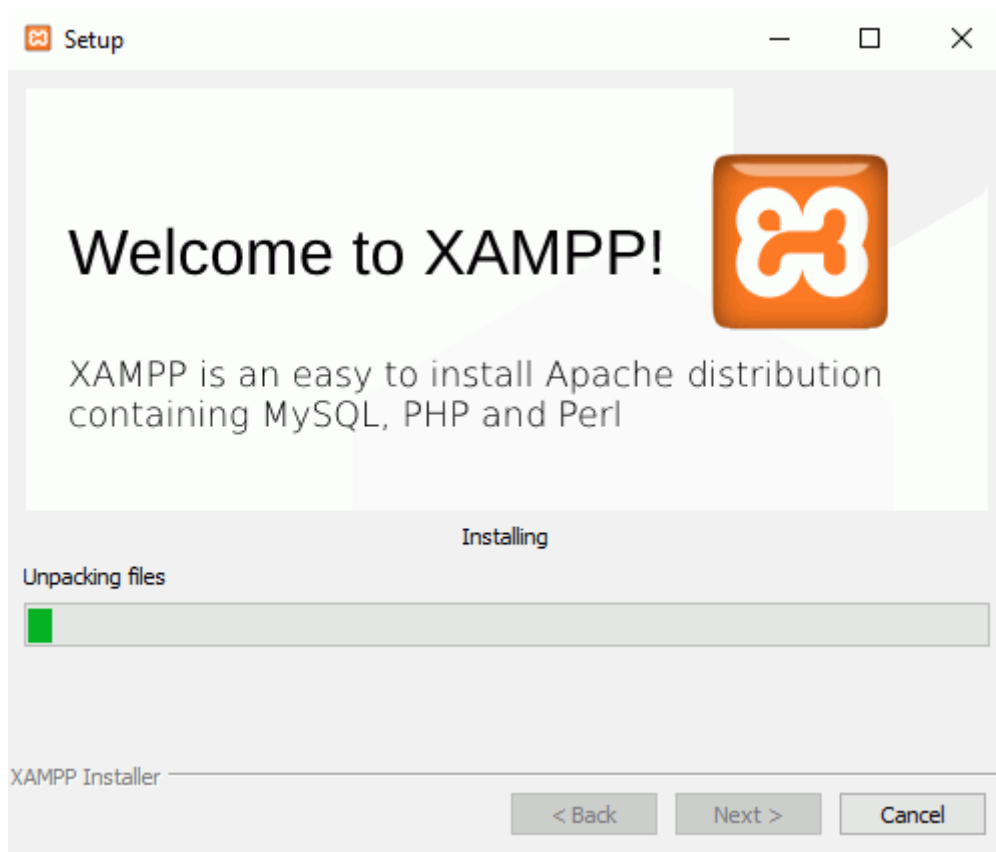 Setup
Welcome to XAMPP!
XAMPP is an easy to install Apache distribution
containing MySQL, PHP and Perl
Installing
Unpacking files
XAMPP Installer
< Back
Next >
Cancel